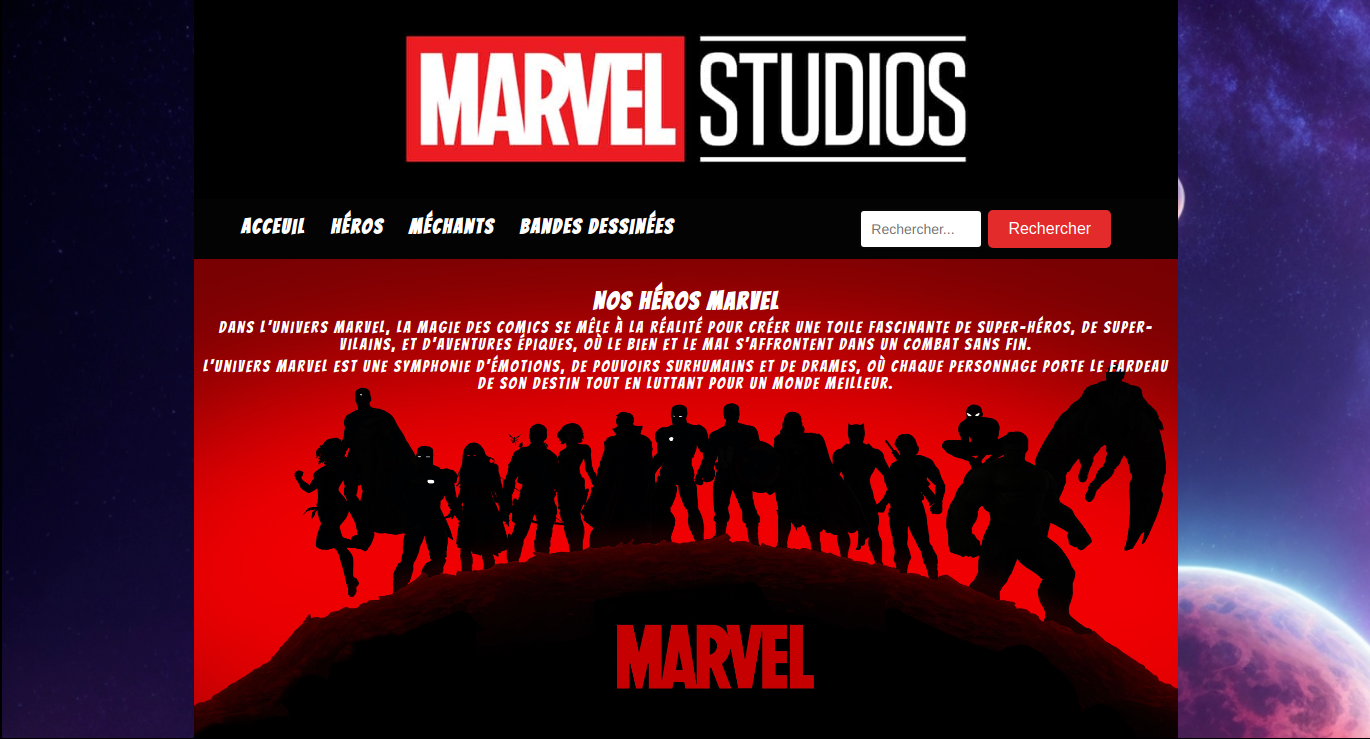 MARVEL STUDIOS
ACCEUIL HÉROS MÉCHANTS BANDES DESSINÉES Rechercher... Rechercher
NOS HÉROS MARVEL
DANS L'UNIVERS MARVEL, LA MAGIE DES COMICS SE MÊLE À LA RÉALITÉ POUR CRÉER UNE TOILE FASCINANTE DE SUPER-HÉROS, DE SUPER-
VILAINS, ET D'AVENTURES ÉPIQUES, OÙ LE BIEN ET LE MAL S'AFFRONTENT DANS UN COMBAT SANS FIN.
L'UNIVERS MARVEL EST UNE SYMPHONIE D'ÉMOTIONS, DE POUVOIRS SURHUMAINS ET DE DRAMES, OÙ CHAQUE PERSONNAGE PORTE LE FARDEAU
DE SON DESTIN TOUT EN LUTTANT POUR UN MONDE MEILLEUR.
MARVEL